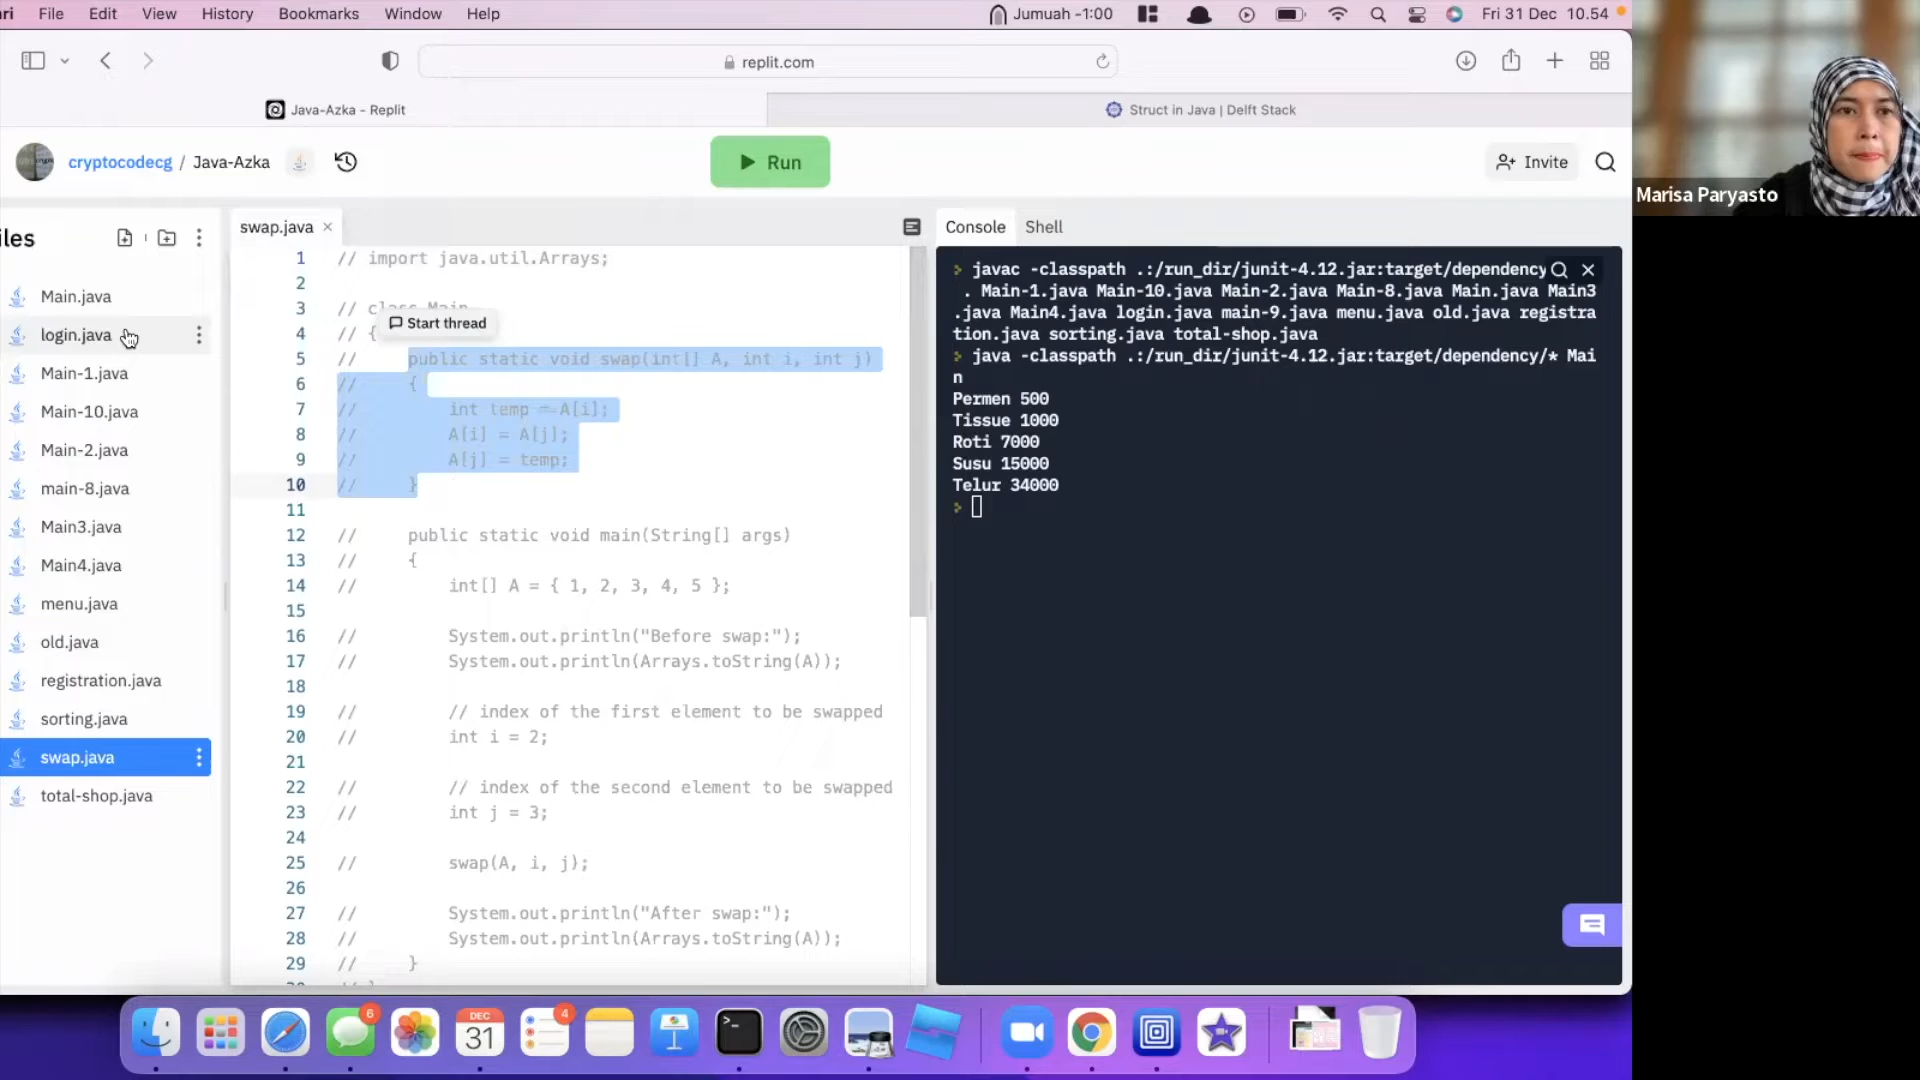 ri File Edit View History Bookmarks Window Help Jumuah -1:00 Fri 31 Dec 10.54
replit.com
Java-Azka - Replit Struct in Java | Delft Stack
cryptocodecg / Java-Azka Run Invite
Marisa Paryasto
iles
Main.java
login.java
Main-1.java
Main-10.java
Main-2.java
main-8.java
Main3.java
Main4.java
menu.java
old.java
registration.java
sorting.java
swap.java
total-shop.java
swap.java ×
1 // import java.util.Arrays;
2
3 // class Main
Start thread
4 // {
5 // public static void swap(int[] A, int i, int j)
6 // {
7 // int temp = A[i];
8 // A[i] = A[j];
9 // A[j] = temp;
10 // }
11
12 // public static void main(String[] args)
13 // {
14 // int[] A = { 1, 2, 3, 4, 5 };
15
16 // System.out.println("Before swap:");
17 // System.out.println(Arrays.toString(A));
18
19 // // index of the first element to be swapped
20 // int i = 2;
21
22 // // index of the second element to be swapped
23 // int j = 3;
24
25 // swap(A, i, j);
26
27 // System.out.println("After swap:");
28 // System.out.println(Arrays.toString(A));
29 // }
Console Shell
javac -classpath .:/run_dir/junit-4.12.jar:target/dependency
. Main-1.java Main-10.java Main-2.java Main-8.java Main.java Main3
.java Main4.java login.java main-9.java menu.java old.java registra
tion.java sorting.java total-shop.java
java -classpath .:/run_dir/junit-4.12.jar:target/dependency/* Mai
n
Permen 500
Tissue 1000
Roti 7000
Susu 15000
Telur 34000
6
DEC
31
4